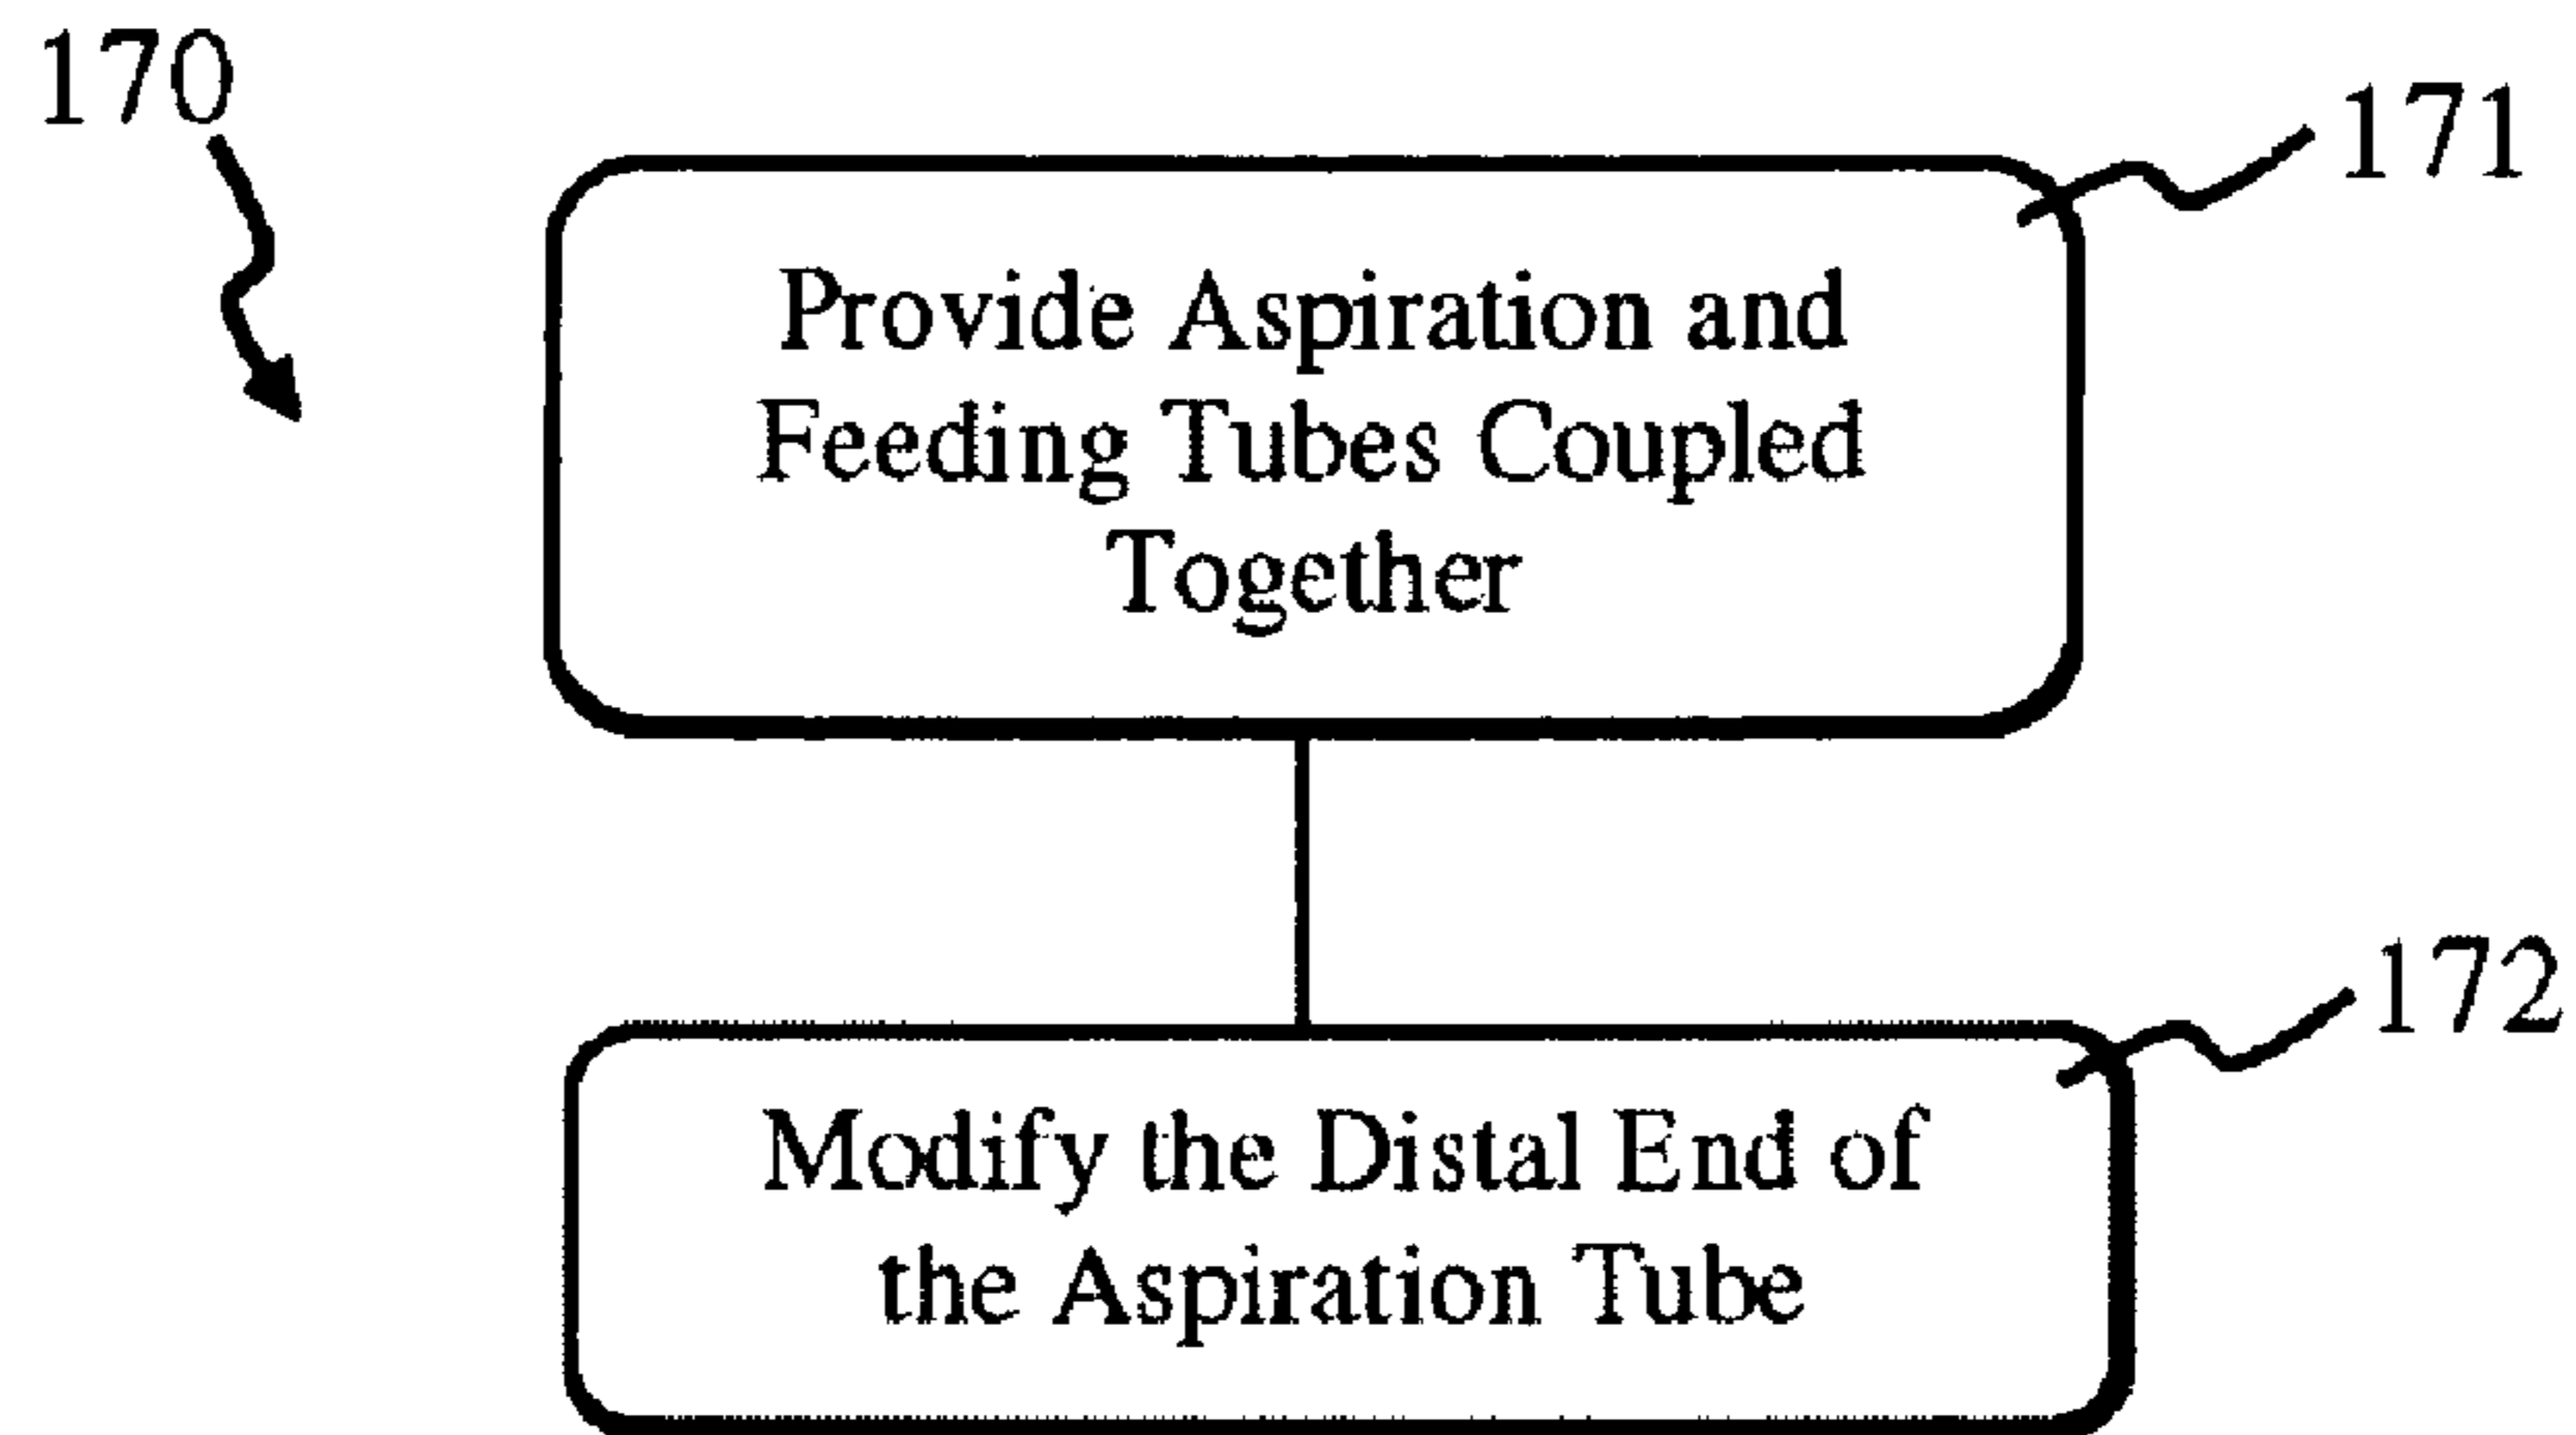 170
171
Provide Aspiration and
Feeding Tubes Coupled
Together
172
Modify the Distal End of
the Aspiration Tube